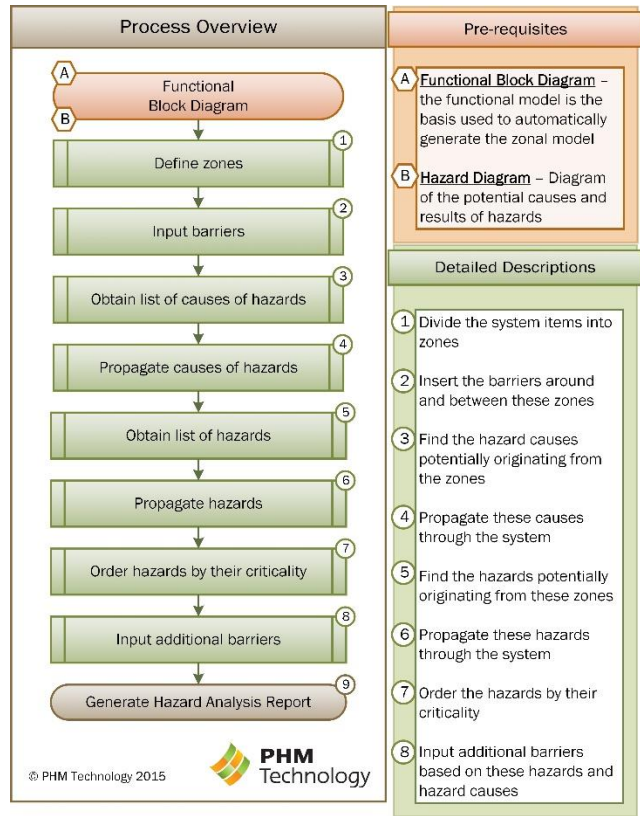 Process Overview
A
Functional
Block Diagram
B
1
Define zones
2
Input barriers
3
Obtain list of causes of hazards
4
Propagate causes of hazards
5
Obtain list of hazards
6
Propagate hazards
7
Order hazards by their criticality
8
Input additional barriers
9
Generate Hazard Analysis Report
© PHM Technology 2015
PHM
Technology
Pre-requisites
A Functional Block Diagram –
the functional model is the
basis used to automatically
generate the zonal model
B Hazard Diagram – Diagram
of the potential causes and
results of hazards
Detailed Descriptions
1 Divide the system items into
zones
2 Insert the barriers around
and between these zones
3 Find the hazard causes
potentially originating from
the zones
4 Propagate these causes
through the system
5 Find the hazards potentially
originating from these zones
6 Propagate these hazards
through the system
7 Order the hazards by their
criticality
8 Input additional barriers
based on these hazards and
hazard causes